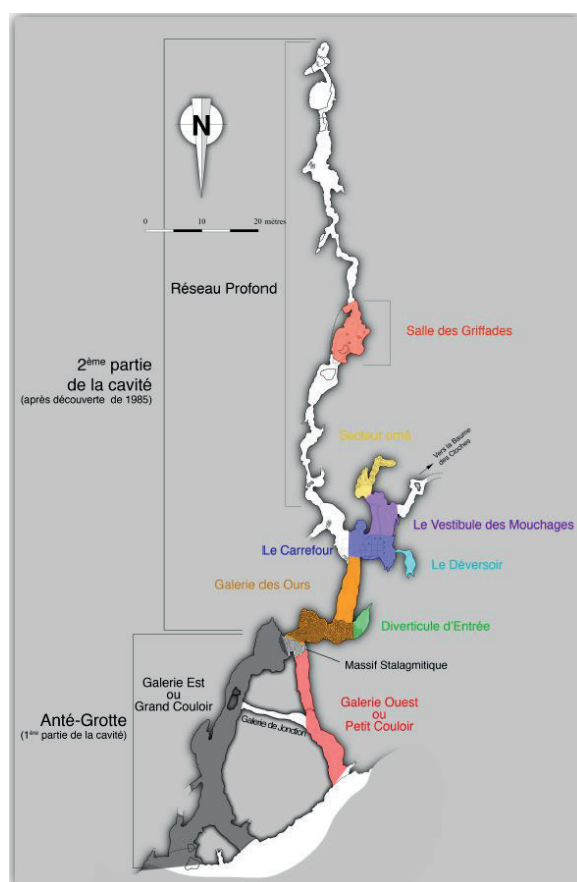 N
0 10 20 mètres
Réseau Profond
Salle des Griffades
2ème partie
de la cavité
(après découverte de 1985)
Secteur orné
Vers la Baume
des Cloches
Le Vestibule des Mouchages
Le Carrefour
Le Déversoir
Galerie des Ours
Diverticule d'Entrée
Massif Stalagmitique
Galerie Est
ou
Grand Couloir
Galerie Ouest
ou
Petit Couloir
Anté-Grotte
(1ère partie de la cavité)
Galerie de Jonction